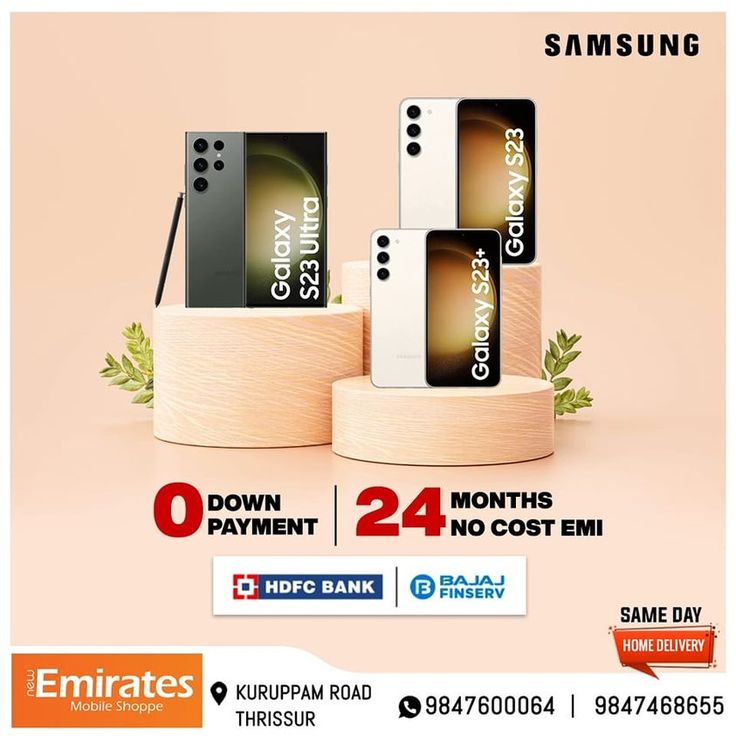 SAMSUNG
Galaxy
S23 Ultra
Galaxy S23
Galaxy S23+
SAMSUNG
0 DOWN
PAYMENT
24 MONTHS
NO COST EMI
HDFC BANK
BAJAJ
FINSERV
SAME DAY
HOME DELIVERY
new Emirates
Mobile Shoppe
KURUPPAM ROAD
THRISSUR
9847600064 | 9847468655